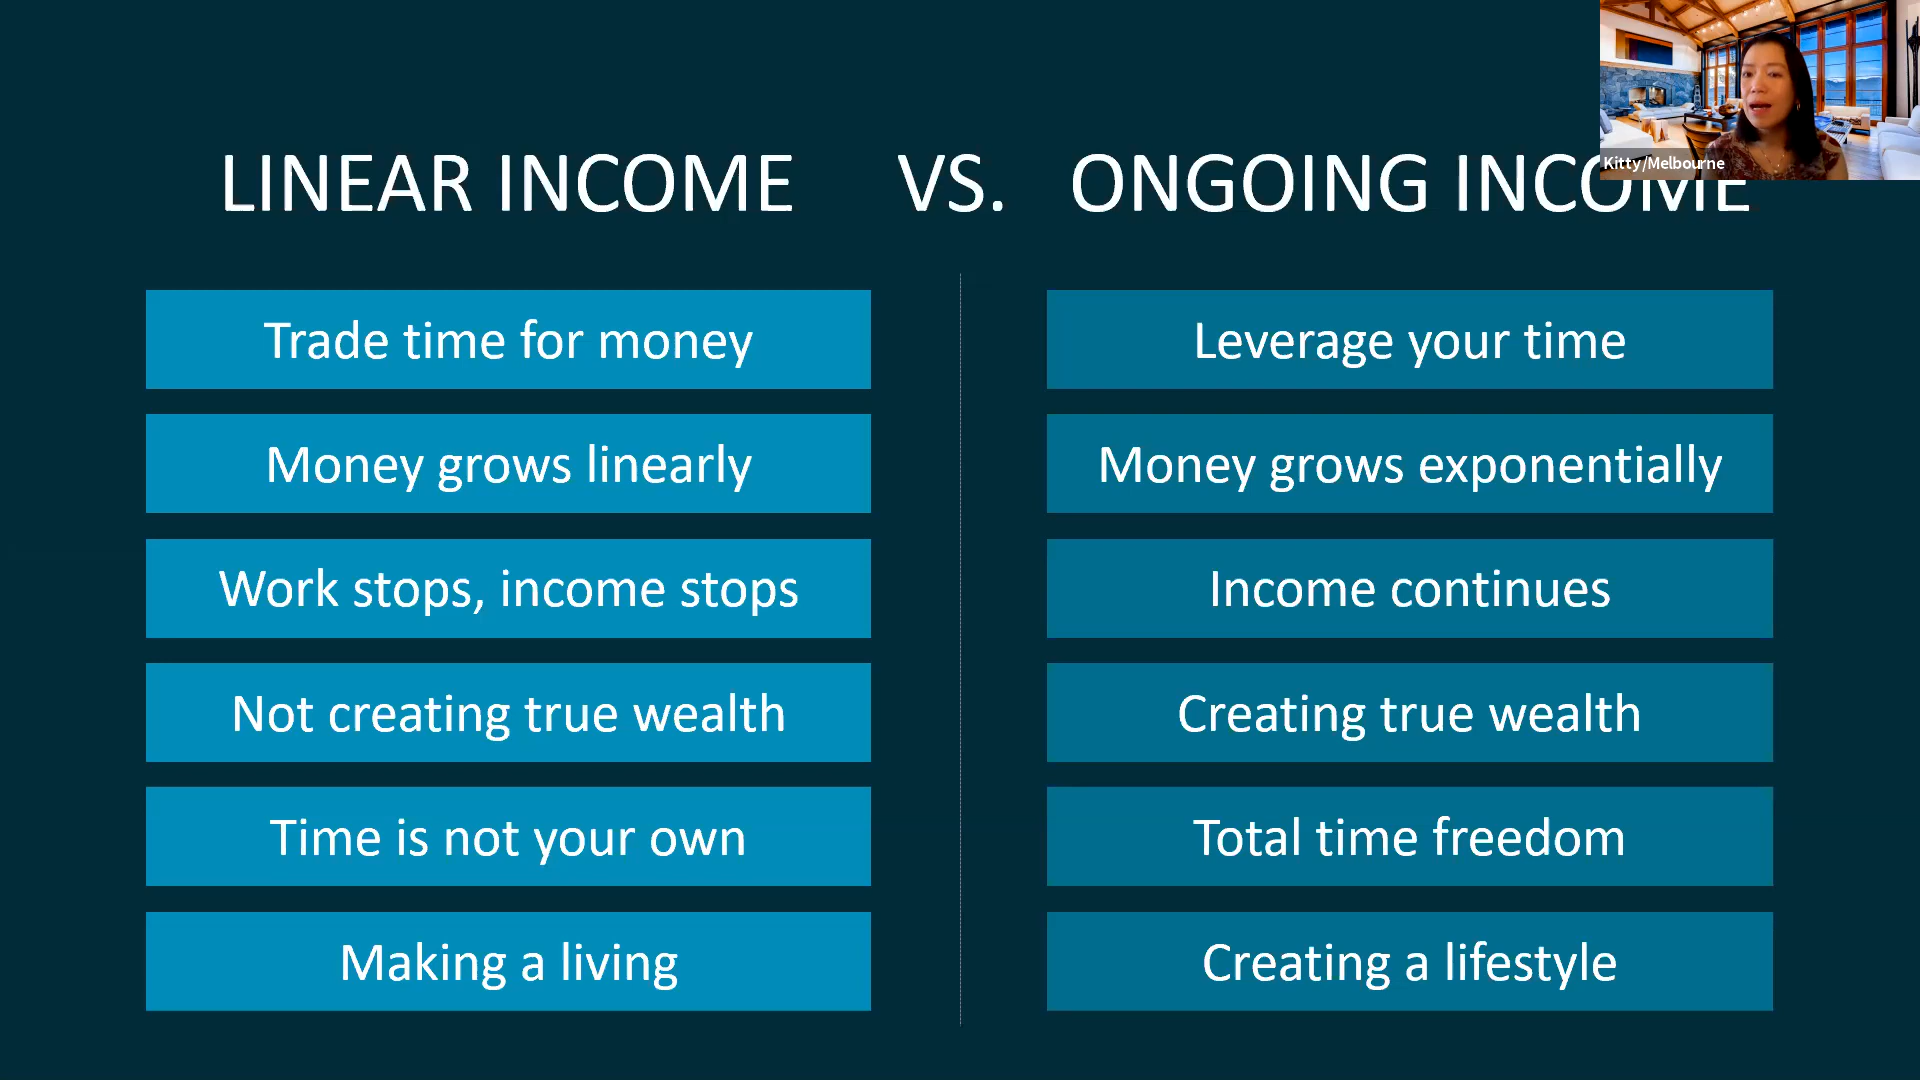 LINEAR INCOME VS. ONGOING INCOME
Kitty/Melbourne
Trade time for money
Leverage your time
Money grows linearly
Money grows exponentially
Work stops, income stops
Income continues
Not creating true wealth
Creating true wealth
Time is not your own
Total time freedom
Making a living
Creating a lifestyle